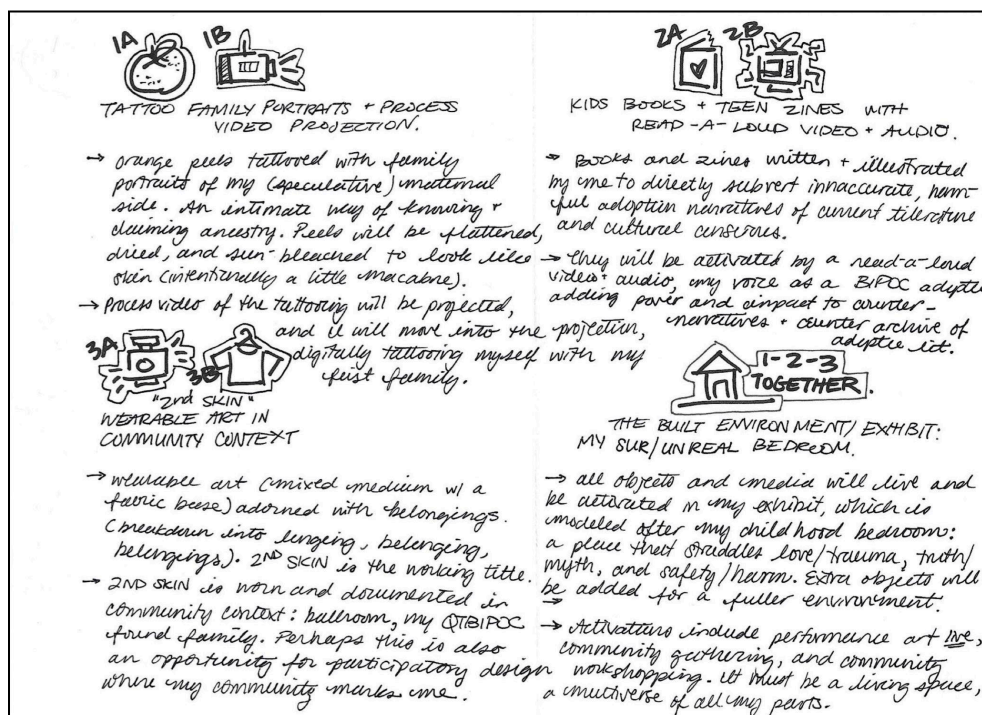 1A 1B
TATTOO FAMILY PORTRAITS + PROCESS
VIDEO PROJECTION.
→ orange peels tattooed with family
portraits of my (speculative) maternal
side. An intimate way of knowing +
claiming ancestry. Peels will be flattened,
dried, and sun-bleached to look like
skin (intentionally a little macabre).
→ Process video of the tattooing will be projected,
and it will move into the projection,
digitally tattooing myself with my
first family.
2A 2B
KIDS BOOKS + TEEN ZINES WITH
READ-A-LOUD VIDEO + AUDIO.
→ BOOKS and zines written + illustrated
by me to directly subvert innaccurate, harm-
ful adoption narratives of current
and cultural
→ they will be activated by a read-a-loud
video + audio, my voice as a BIPOC adoptee
adding power and impact to counter-
narratives + counter archive of
adoptee lit.
3A 3B
"2nd SKIN"
WEARABLE ART IN
COMMUNITY CONTEXT
→ wearable art (mixed medium w/ a
fabric base) adorned with belongings.
(breakdown into longing, belonging,
belongings). 2ND SKIN is the working title.
→ 2ND SKIN is worn and documented in
community context: ballroom, my QTBIPOC
found family. Perhaps this is also
an opportunity for participatory design
where my community marks me.
1-2-3
TOGETHER.
THE BUILT ENVIRONMENT/EXHIBIT:
MY SUR/UNREAL BEDROOM.
→ all objects and media will live and
be activated in my exhibit, which is
modeled after my childhood bedroom:
a place that straddles love/trauma, truth/
myth, and safety/harm. Extra objects will
be added for a fuller environment.
→
→ Activations include performance art live,
community gathering, and community
workshopping. It must be a living space,
a multiverse of all my parts.